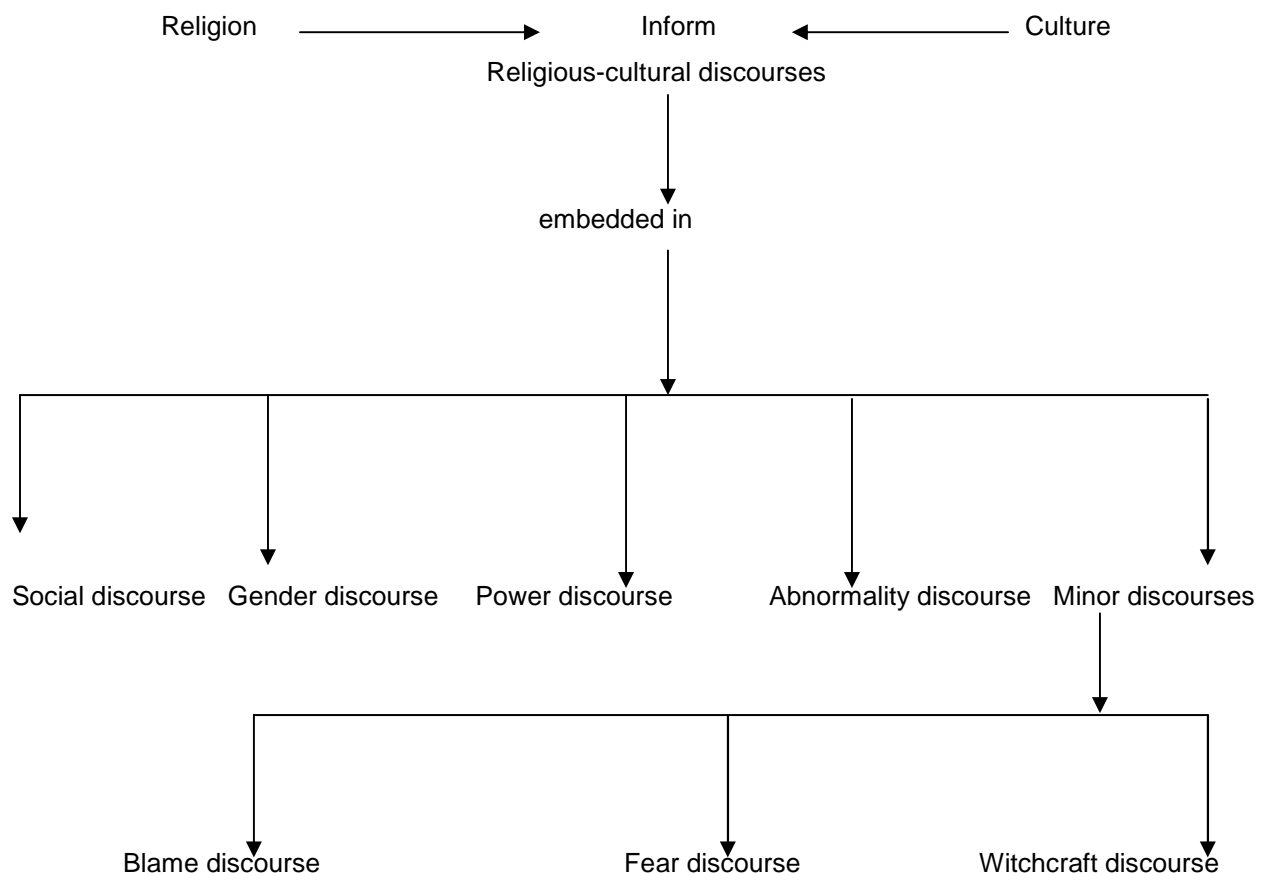 Religion Inform Culture
Religious-cultural discourses
embedded in
Social discourse Gender discourse Power discourse Abnormality discourse Minor discourses
Blame discourse Fear discourse Witchcraft discourse